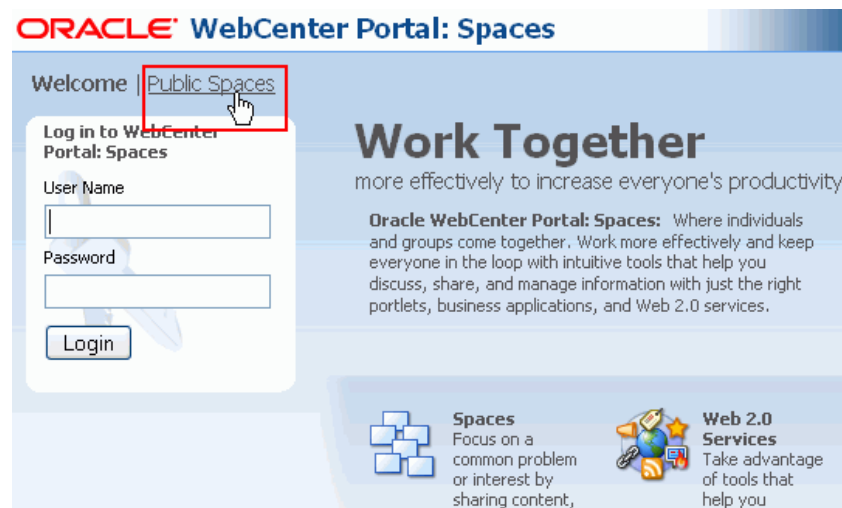 ORACLE WebCenter Portal: Spaces
Welcome | Public Spaces
Log in to WebCenter
Portal: Spaces
User Name
Password
Login
Work Together
more effectively to increase everyone's productivity
Oracle WebCenter Portal: Spaces: Where individuals
and groups come together. Work more effectively and keep
everyone in the loop with intuitive tools that help you
discuss, share, and manage information with just the right
portlets, business applications, and Web 2.0 services.
Spaces
Focus on a
common problem
or interest by
sharing content,
Web 2.0
Services
Take advantage
of tools that
help you